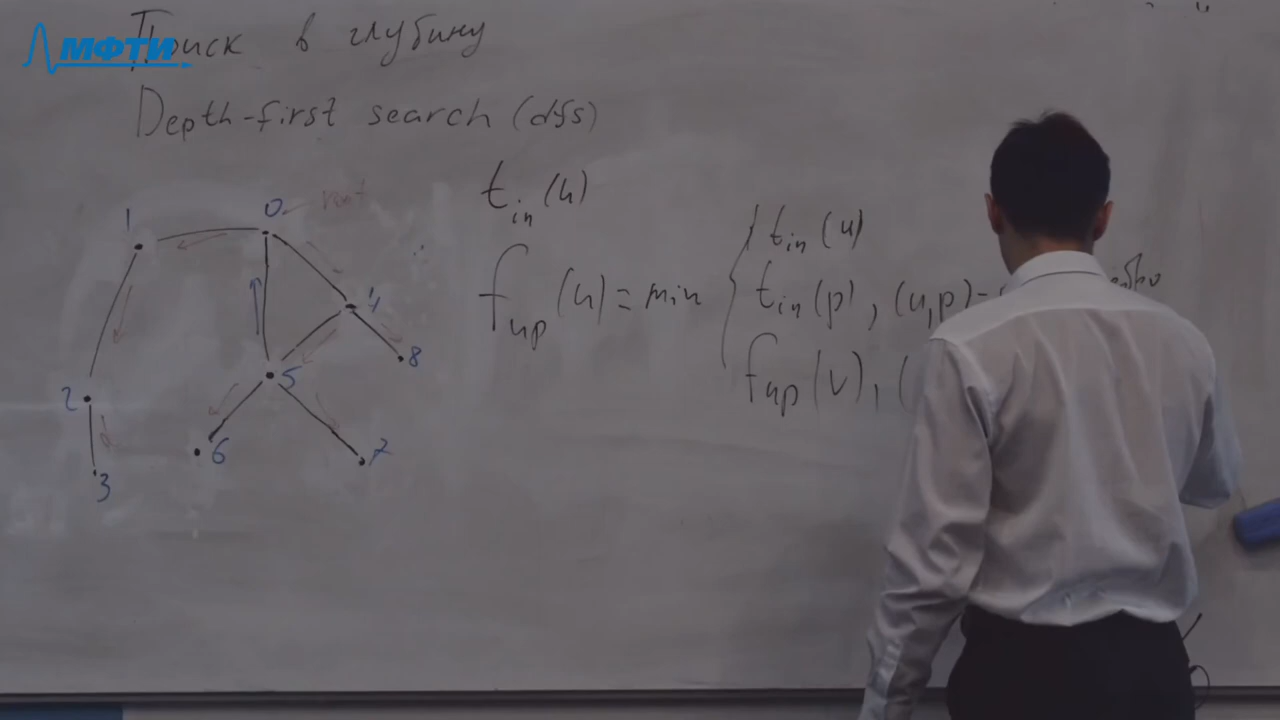 МФТИ
Поиск в глубину
Depth-first search (dfs)
t_in (u)
f_up (u) = min { t_in (u)
t_in (p), (u,p)-
f_up (v), (
0 root
1
4
2
5
8
6
7
3